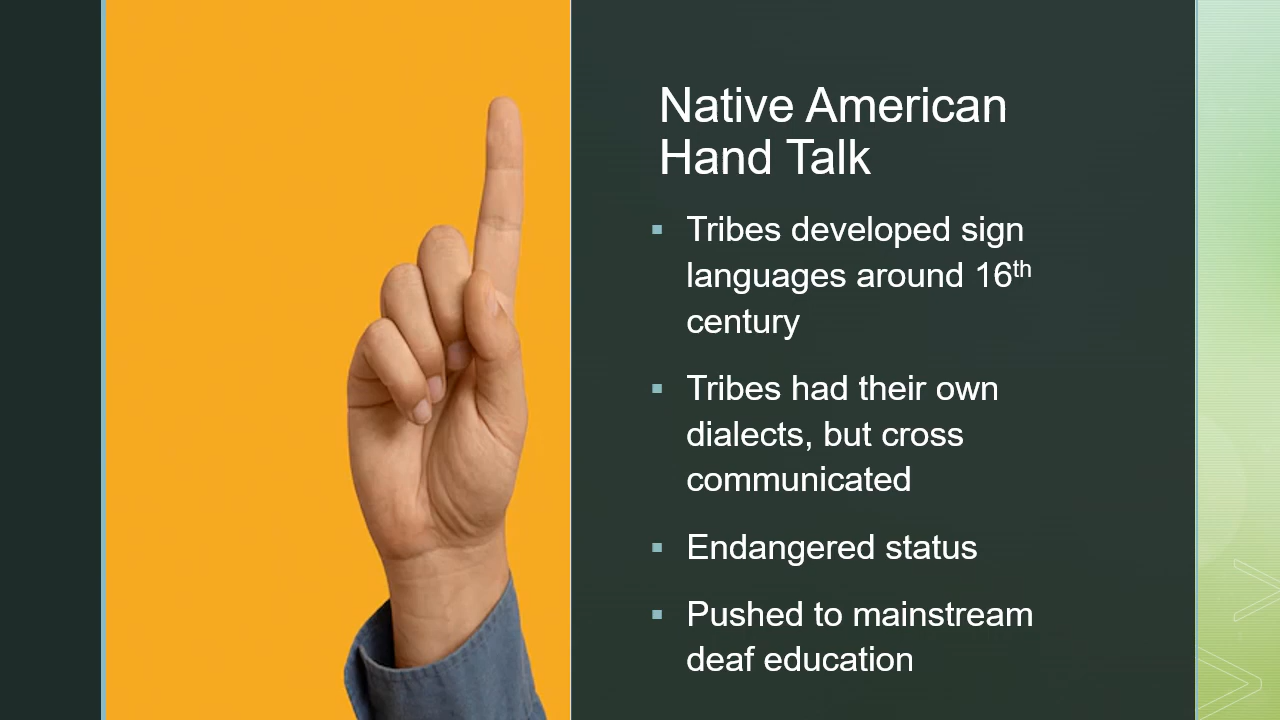 Native American
Hand Talk
▪ Tribes developed sign
languages around 16th
century
▪ Tribes had their own
dialects, but cross
communicated
▪ Endangered status
▪ Pushed to mainstream
deaf education